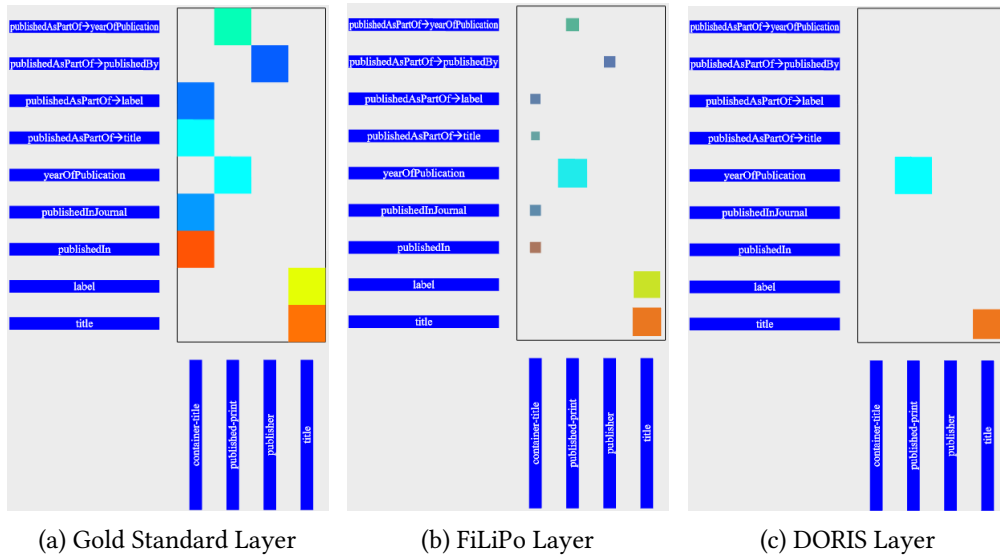 publishedAsPartOf→yearOfPublication
publishedAsPartOf→publishedBy
publishedAsPartOf→label
publishedAsPartOf→title
yearOfPublication
publishedInJournal
publishedIn
label
title
container-title
published-print
publisher
title
(a) Gold Standard Layer
publishedAsPartOf→yearOfPublication
publishedAsPartOf→publishedBy
publishedAsPartOf→label
publishedAsPartOf→title
yearOfPublication
publishedInJournal
publishedIn
label
title
container-title
published-print
publisher
title
(b) FiLiPo Layer
publishedAsPartOf→yearOfPublication
publishedAsPartOf→publishedBy
publishedAsPartOf→label
publishedAsPartOf→title
yearOfPublication
publishedInJournal
publishedIn
label
title
container-title
published-print
publisher
title
(c) DORIS Layer